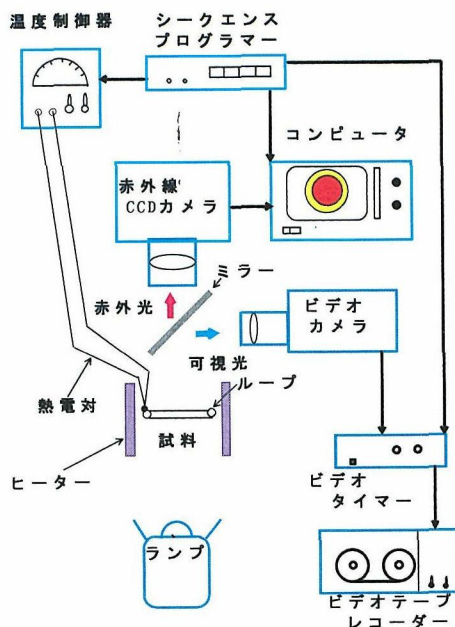 温度制御器
シークエンス
プログラマー
コンピュータ
赤外線
CCDカメラ
ミラー
赤外光
ビデオ
カメラ
可視光
ループ
熱電対
試料
ヒーター
ビデオ
タイマー
ランプ
ビデオテープ
レコーダー